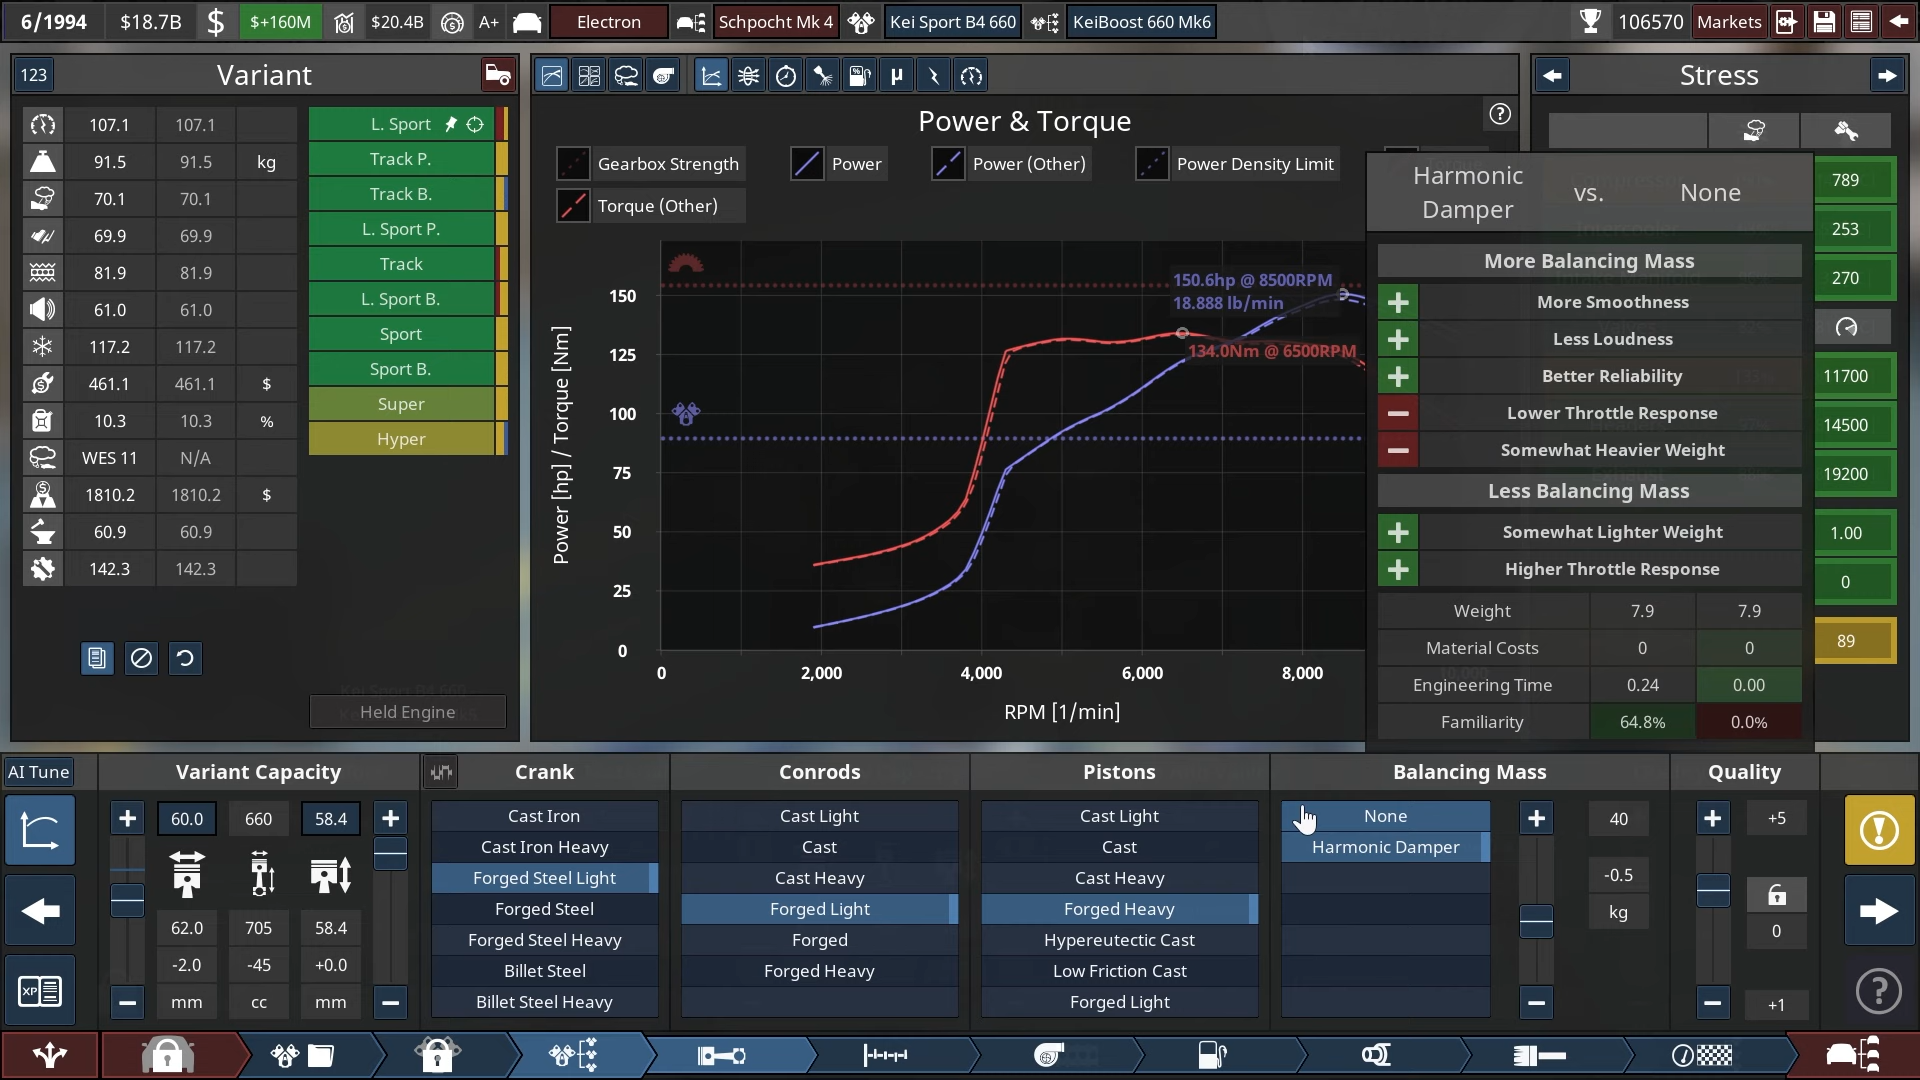 6/1994 $18.7B $+160M $20.4B A+ Electron Schpocht Mk 4 Kei Sport B4 660 KeiBoost 660 Mk6 106570 Markets
123 Variant
107.1 107.1
91.5 91.5 kg
70.1 70.1
69.9 69.9
81.9 81.9
61.0 61.0
117.2 117.2
461.1 461.1 $
10.3 10.3 %
WES 11 N/A
1810.2 1810.2 $
60.9 60.9
142.3 142.3
L. Sport
Track P.
Track B.
L. Sport P.
Track
L. Sport B.
Sport
Sport B.
Super
Hyper
Held Engine
Power & Torque
Gearbox Strength Power Power (Other) Power Density Limit
Torque (Other)
Power [hp] / Torque [Nm]
150
125
100
75
50
25
0
150.6hp @ 8500RPM
18.888 lb/min
134.0Nm @ 6500RPM
0 2,000 4,000 6,000 8,000
RPM [1/min]
Stress
789
253
270
11700
14500
19200
1.00
0
89
Harmonic Damper vs. None
More Balancing Mass
More Smoothness
Less Loudness
Better Reliability
Lower Throttle Response
Somewhat Heavier Weight
Less Balancing Mass
Somewhat Lighter Weight
Higher Throttle Response
Weight 7.9 7.9
Material Costs 0 0
Engineering Time 0.24 0.00
Familiarity 64.8% 0.0%
AI Tune
XP
Variant Capacity
60.0 660 58.4
62.0 705 58.4
-2.0 -45 +0.0
mm cc mm
Crank
Cast Iron
Cast Iron Heavy
Forged Steel Light
Forged Steel
Forged Steel Heavy
Billet Steel
Billet Steel Heavy
Conrods
Cast Light
Cast
Cast Heavy
Forged Light
Forged
Forged Heavy
Pistons
Cast Light
Cast
Cast Heavy
Forged Heavy
Hypereutectic Cast
Low Friction Cast
Forged Light
Balancing Mass
None
Harmonic Damper
40
-0.5
kg
Quality
+5
0
+1